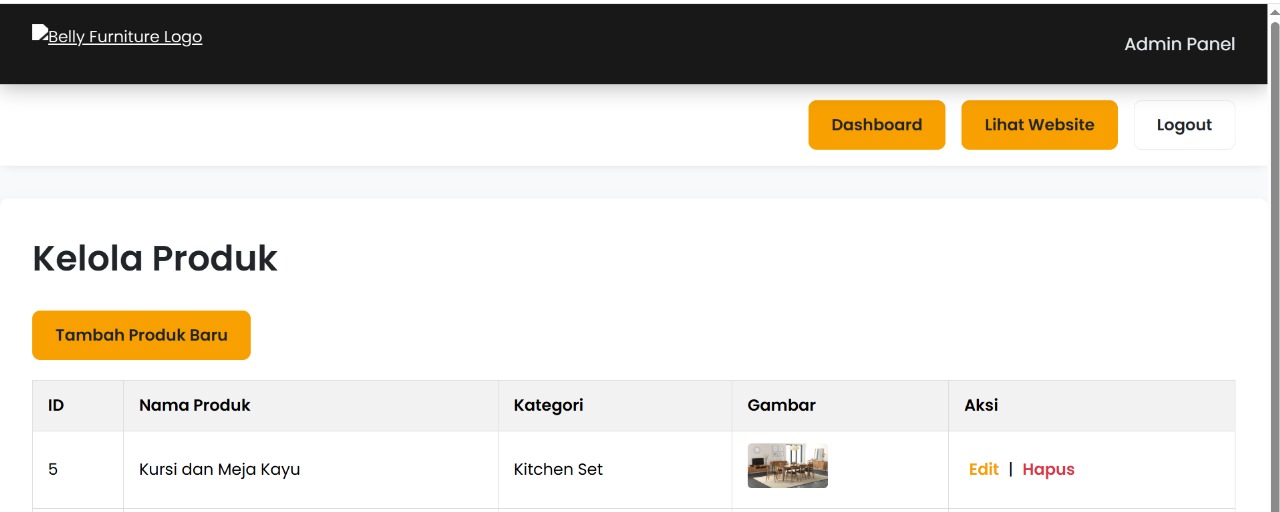 Belly Furniture Logo
Admin Panel
Dashboard Lihat Website Logout
Kelola Produk
Tambah Produk Baru
ID Nama Produk Kategori Gambar Aksi
5 Kursi dan Meja Kayu Kitchen Set Edit | Hapus